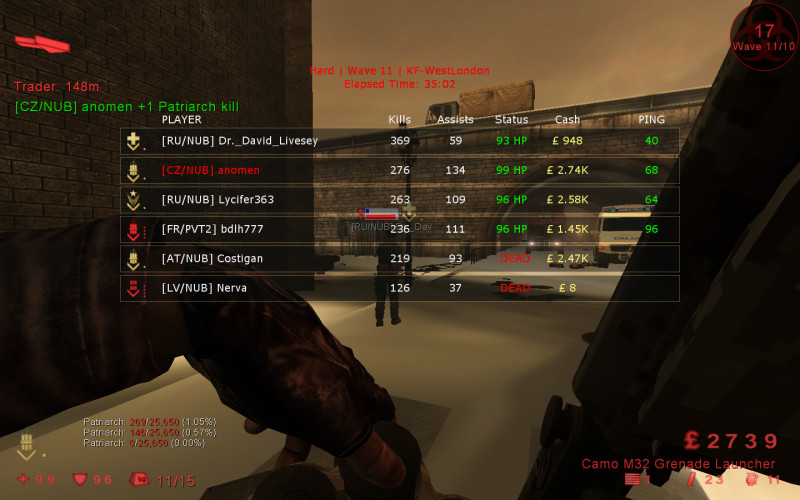 17
Wave 11/10
Hard | Wave 11 | KF-WestLondon
Elapsed Time: 35:02
Trader: 148m
[CZ/NUB] anomen +1 Patriarch kill
PLAYER Kills Assists Status Cash PING
[RU/NUB] Dr._David_Livesey 369 59 93 HP £ 948 40
[CZ/NUB] anomen 276 134 99 HP £ 2.74K 68
[RU/NUB] Lycifer363 263 109 96 HP £ 2.58K 64
[FR/PVT2] bdlh777 236 111 96 HP £ 1.45K 96
[AT/NUB] Costigan 219 93 DEAD £ 2.47K
[LV/NUB] Nerva 126 37 DEAD £ 8
Patriarch: 269/25,650 (1.05%)
Patriarch: 146/25,650 (0.57%)
Patriarch: 0/25,650 (0.00%)
£ 2739
Camo M32 Grenade Launcher
99 96 11/15 1 23 11